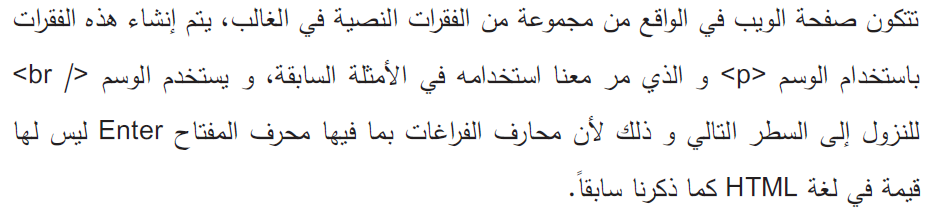 تتكون صفحة الويب في الواقع من مجموعة من الفقرات النصية في الغالب، يتم إنشاء هذه الفقرات
باستخدام الوسم <p> و الذي مر معنا استخدامه في الأمثلة السابقة، و يستخدم الوسم <br />
للنزول إلى السطر التالي و ذلك لأن محارف الفراغات بما فيها محرف المفتاح Enter ليس لها
قيمة في لغة HTML كما ذكرنا سابقاً.